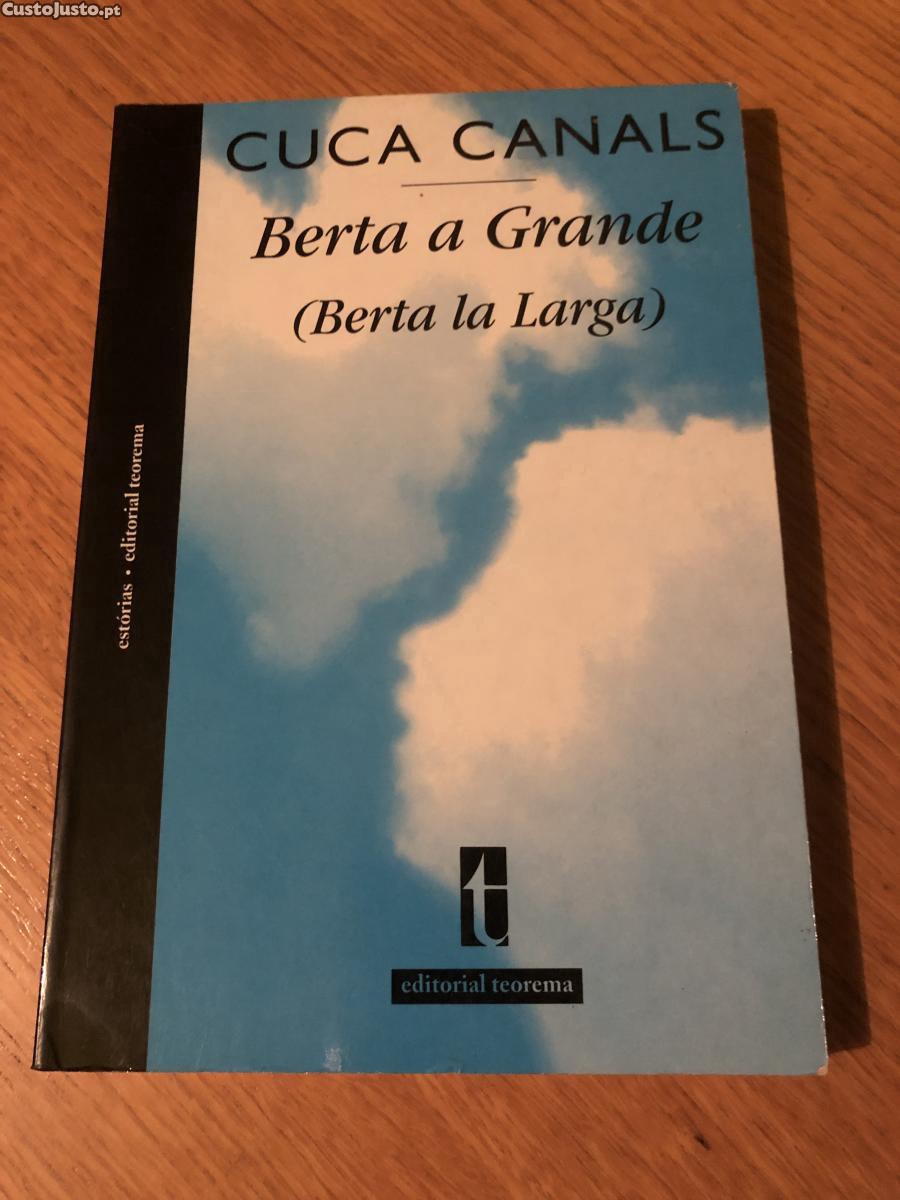 CustoJusto.pt
CUCA CANALS
Berta a Grande
(Berta la Larga)
estórias • editorial teorema
t
editorial teorema